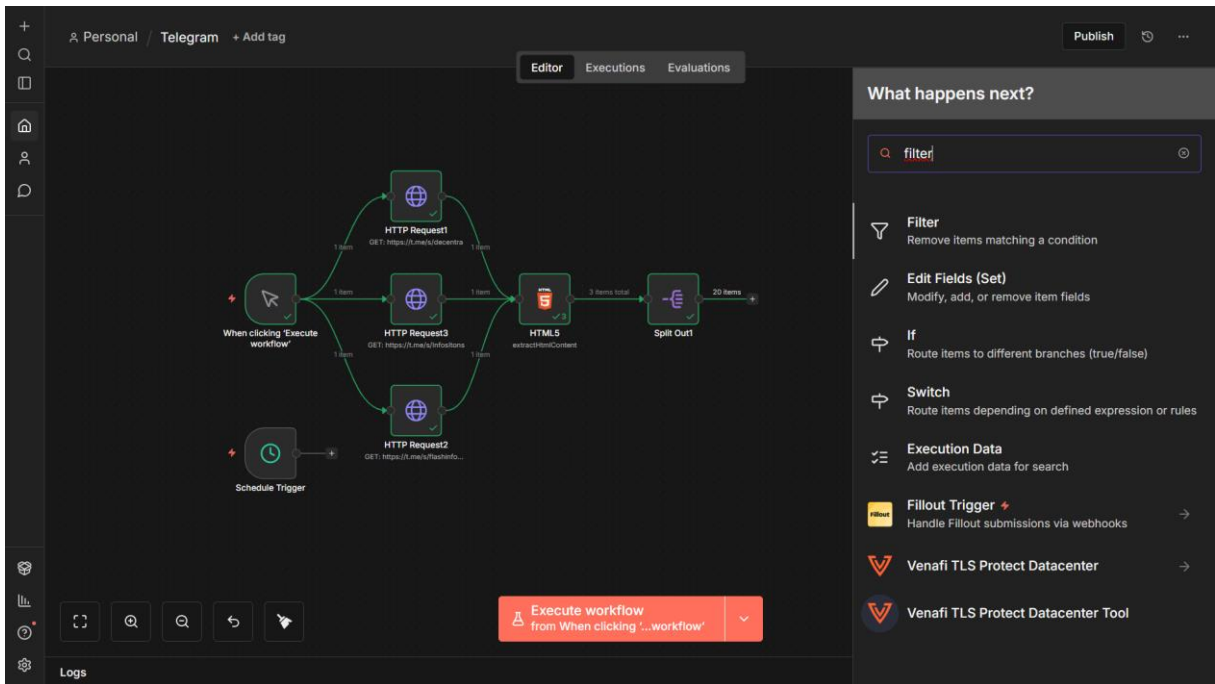 Personal / Telegram + Add tag
Publish
Editor Executions Evaluations
What happens next?
filter
Filter
Remove items matching a condition
Edit Fields (Set)
Modify, add, or remove item fields
If
Route items to different branches (true/false)
Switch
Route items depending on defined expression or rules
Execution Data
Add execution data for search
Fillout
Fillout Trigger
Handle Fillout submissions via webhooks
Venafi TLS Protect Datacenter
Venafi TLS Protect Datacenter Tool
HTTP Request1
GET: https://t.me/s/decentra
1 item
1 item
1 item
1 item
3 items total
20 items
When clicking ‘Execute
workflow’
HTTP Request3
GET: https://t.me/s/Infositons
HTML5
extractHtmlContent
3
Split Out1
1 item
1 item
HTTP Request2
GET: https://t.me/s/flashinfo...
Schedule Trigger
Execute workflow
from When clicking ‘...workflow’
Logs